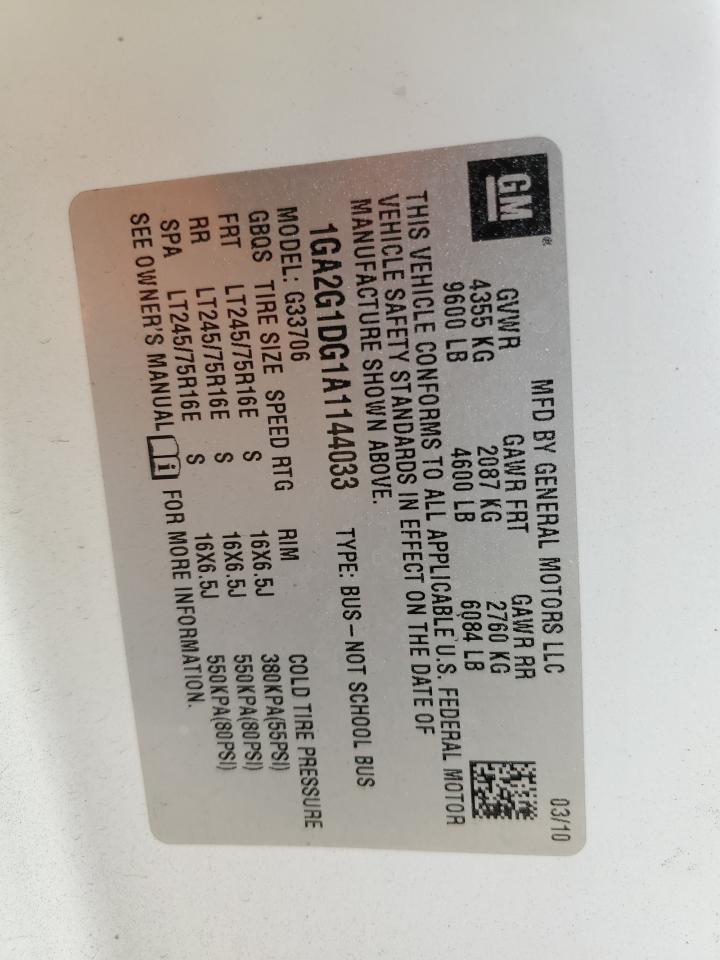 GM®
MFD BY GENERAL MOTORS LLC 03/10
GVWR GAWR FRT GAWR RR
4355 KG 2087 KG 2760 KG
9600 LB 4600 LB 6084 LB
THIS VEHICLE CONFORMS TO ALL APPLICABLE U.S. FEDERAL MOTOR
VEHICLE SAFETY STANDARDS IN EFFECT ON THE DATE OF
MANUFACTURE SHOWN ABOVE.
1GA2G1DG1A1144033 TYPE: BUS-NOT SCHOOL BUS
MODEL: G33706
GBQS TIRE SIZE SPEED RTG RIM COLD TIRE PRESSURE
FRT LT245/75R16E S 16X6.5J 380KPA(55PSI)
RR LT245/75R16E S 16X6.5J 550KPA(80PSI)
SPA LT245/75R16E S 16X6.5J 550KPA(80PSI)
SEE OWNER'S MANUAL FOR MORE INFORMATION.